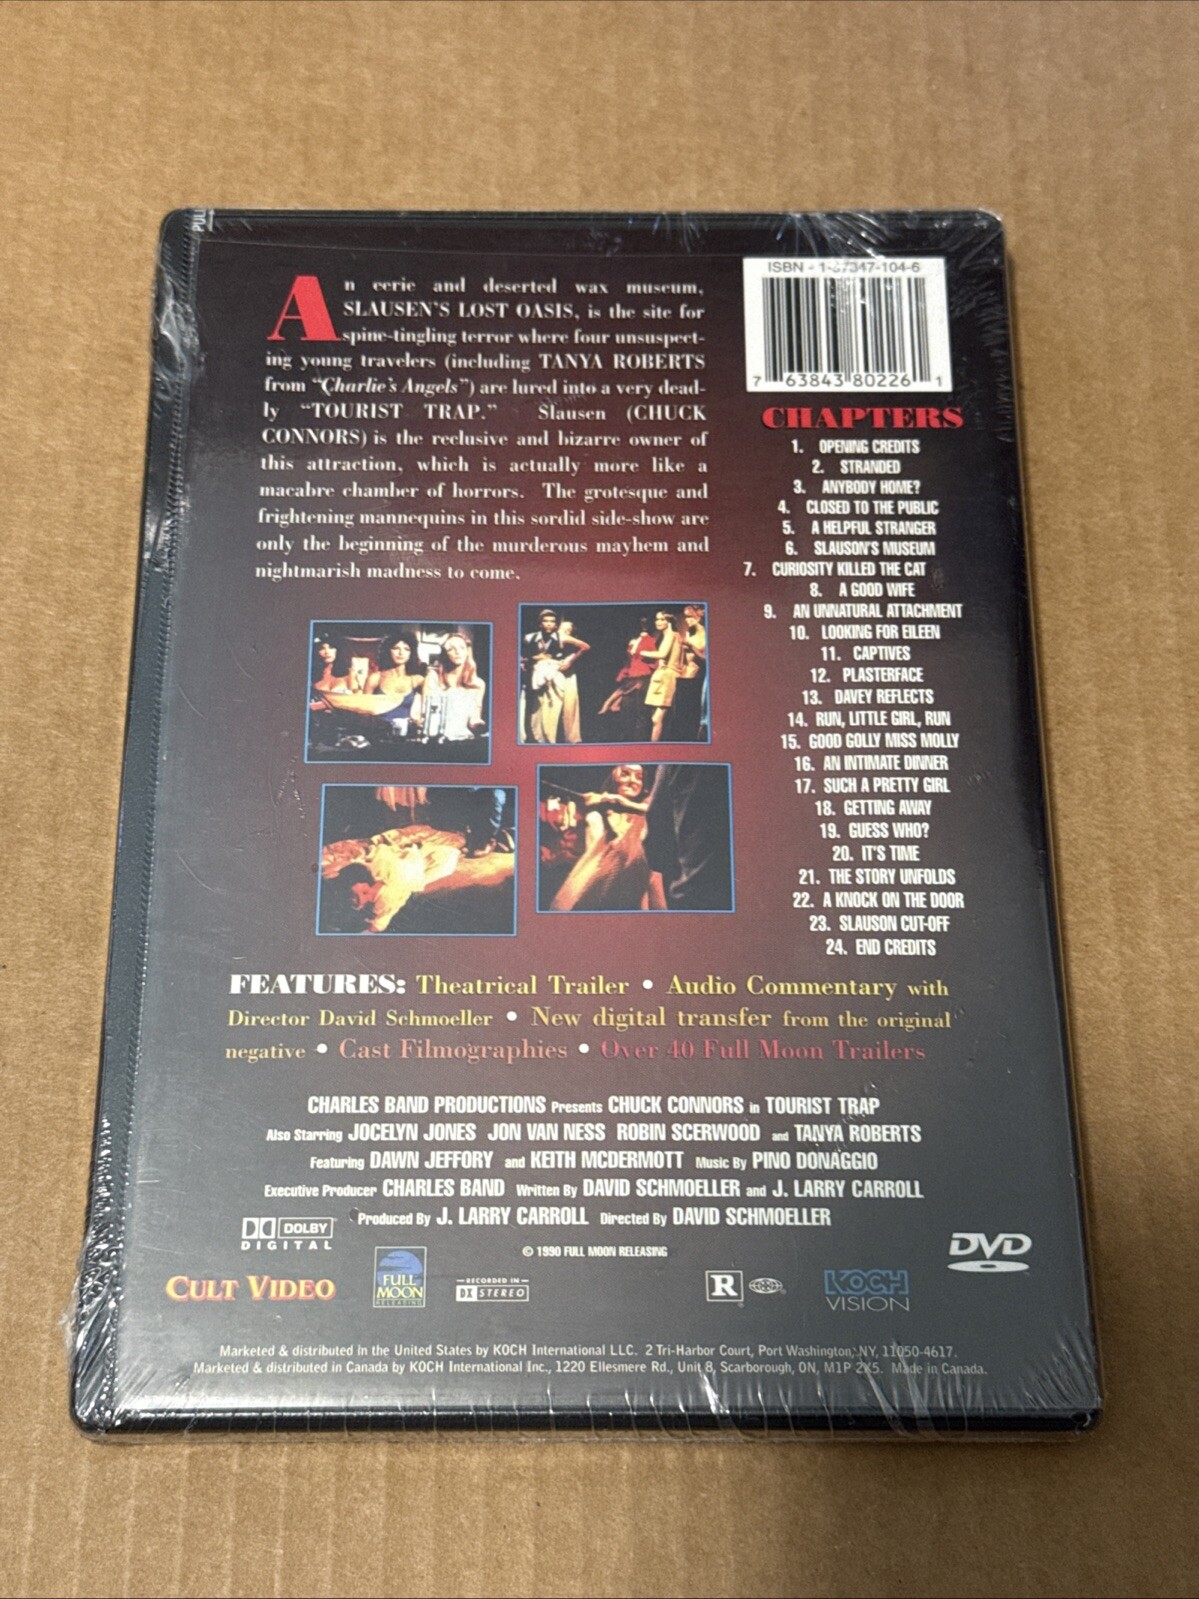 PULL
An eerie and deserted wax museum,
SLAUSEN'S LOST OASIS, is the site for
spine-tingling terror where four unsuspect-
ing young travelers (including TANYA ROBERTS
from "Charlie's Angels") are lured into a very dead-
ly "TOURIST TRAP." Slausen (CHUCK
CONNORS) is the reclusive and bizarre owner of
this attraction, which is actually more like a
macabre chamber of horrors. The grotesque and
frightening mannequins in this sordid side-show are
only the beginning of the murderous mayhem and
nightmarish madness to come.
ISBN - 1-57347-104-6
7 63843 80226 1
CHAPTERS
1. OPENING CREDITS
2. STRANDED
3. ANYBODY HOME?
4. CLOSED TO THE PUBLIC
5. A HELPFUL STRANGER
6. SLAUSON'S MUSEUM
7. CURIOSITY KILLED THE CAT
8. A GOOD WIFE
9. AN UNNATURAL ATTACHMENT
10. LOOKING FOR EILEEN
11. CAPTIVES
12. PLASTERFACE
13. DAVEY REFLECTS
14. RUN, LITTLE GIRL, RUN
15. GOOD GOLLY MISS MOLLY
16. AN INTIMATE DINNER
17. SUCH A PRETTY GIRL
18. GETTING AWAY
19. GUESS WHO?
20. IT'S TIME
21. THE STORY UNFOLDS
22. A KNOCK ON THE DOOR
23. SLAUSON CUT-OFF
24. END CREDITS
FEATURES: Theatrical Trailer • Audio Commentary with
Director David Schmoeller • New digital transfer from the original
negative • Cast Filmographies • Over 40 Full Moon Trailers
CHARLES BAND PRODUCTIONS Presents CHUCK CONNORS in TOURIST TRAP
Also Starring JOCELYN JONES JON VAN NESS ROBIN SCERWOOD and TANYA ROBERTS
Featuring DAWN JEFFORY and KEITH MCDERMOTT Music By PINO DONAGGIO
Executive Producer CHARLES BAND Written By DAVID SCHMOELLER and J. LARRY CARROLL
Produced By J. LARRY CARROLL Directed By DAVID SCHMOELLER
DOLBY
DIGITAL
© 1990 FULL MOON RELEASING
DVD
CULT VIDEO
FULL
MOON
RELEASING
RECORDED IN
STEREO
R
KOCH
VISION
Marketed & distributed in the United States by KOCH International LLC. 2 Tri-Harbor Court, Port Washington, NY, 11050-4617.
Marketed & distributed in Canada by KOCH International Inc., 1220 Ellesmere Rd., Unit 8, Scarborough, ON, M1P 2X5. Made in Canada.